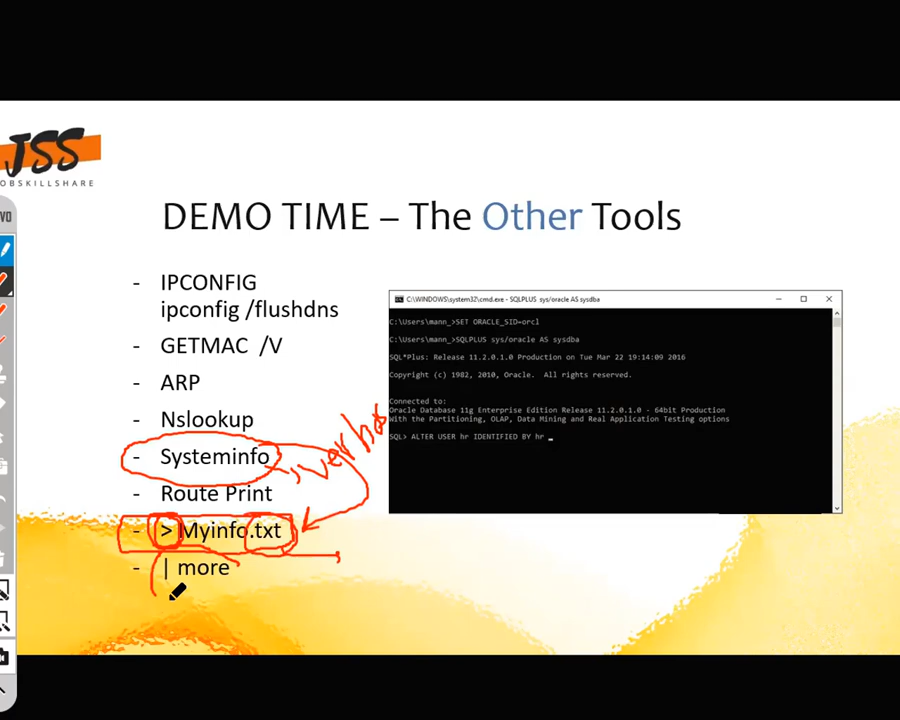 JSS
OBSKILLSHARE
VO
DEMO TIME – The Other Tools
- IPCONFIG
ipconfig /flushdns
- GETMAC /V
- ARP
- Nslookup
- Systeminfo
- Route Print
- > Myinfo.txt
- | more
C:\WINDOWS\system32\cmd.exe - SQLPLUS sys/oracle AS sysdba
C:\Users\mann_>SET ORACLE_SID=orcl
C:\Users\mann_>SQLPLUS sys/oracle AS sysdba
SQL*Plus: Release 11.2.0.1.0 Production on Tue Mar 22 19:14:09 2016
Copyright (c) 1982, 2010, Oracle. All rights reserved.
Connected to:
Oracle Database 11g Enterprise Edition Release 11.2.0.1.0 - 64bit Production
With the Partitioning, OLAP, Data Mining and Real Application Testing options
SQL> ALTER USER hr IDENTIFIED BY hr _